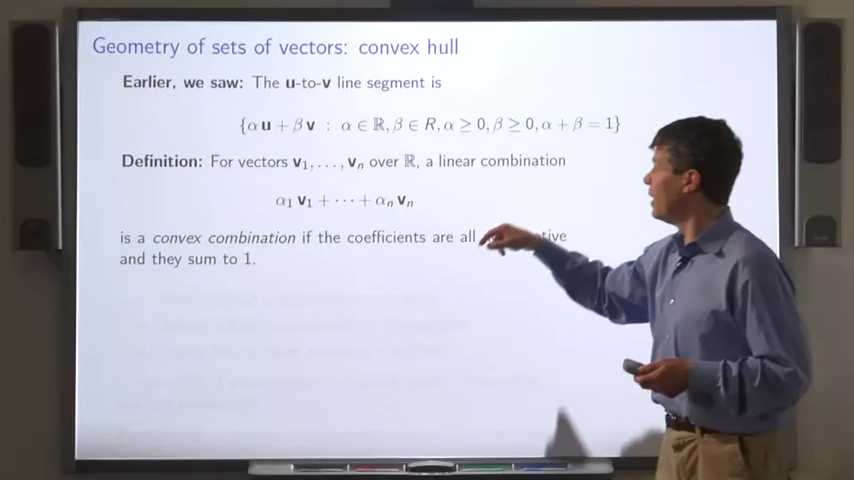 Geometry of sets of vectors: convex hull
Earlier, we saw: The u-to-v line segment is
{α u + β v : α ∈ ℝ, β ∈ R, α ≥ 0, β ≥ 0, α + β = 1}
Definition: For vectors v₁, . . . , vₙ over ℝ, a linear combination
α₁ v₁ + · · · + αₙ vₙ
is a convex combination if the coefficients are all tive
and they sum to 1.